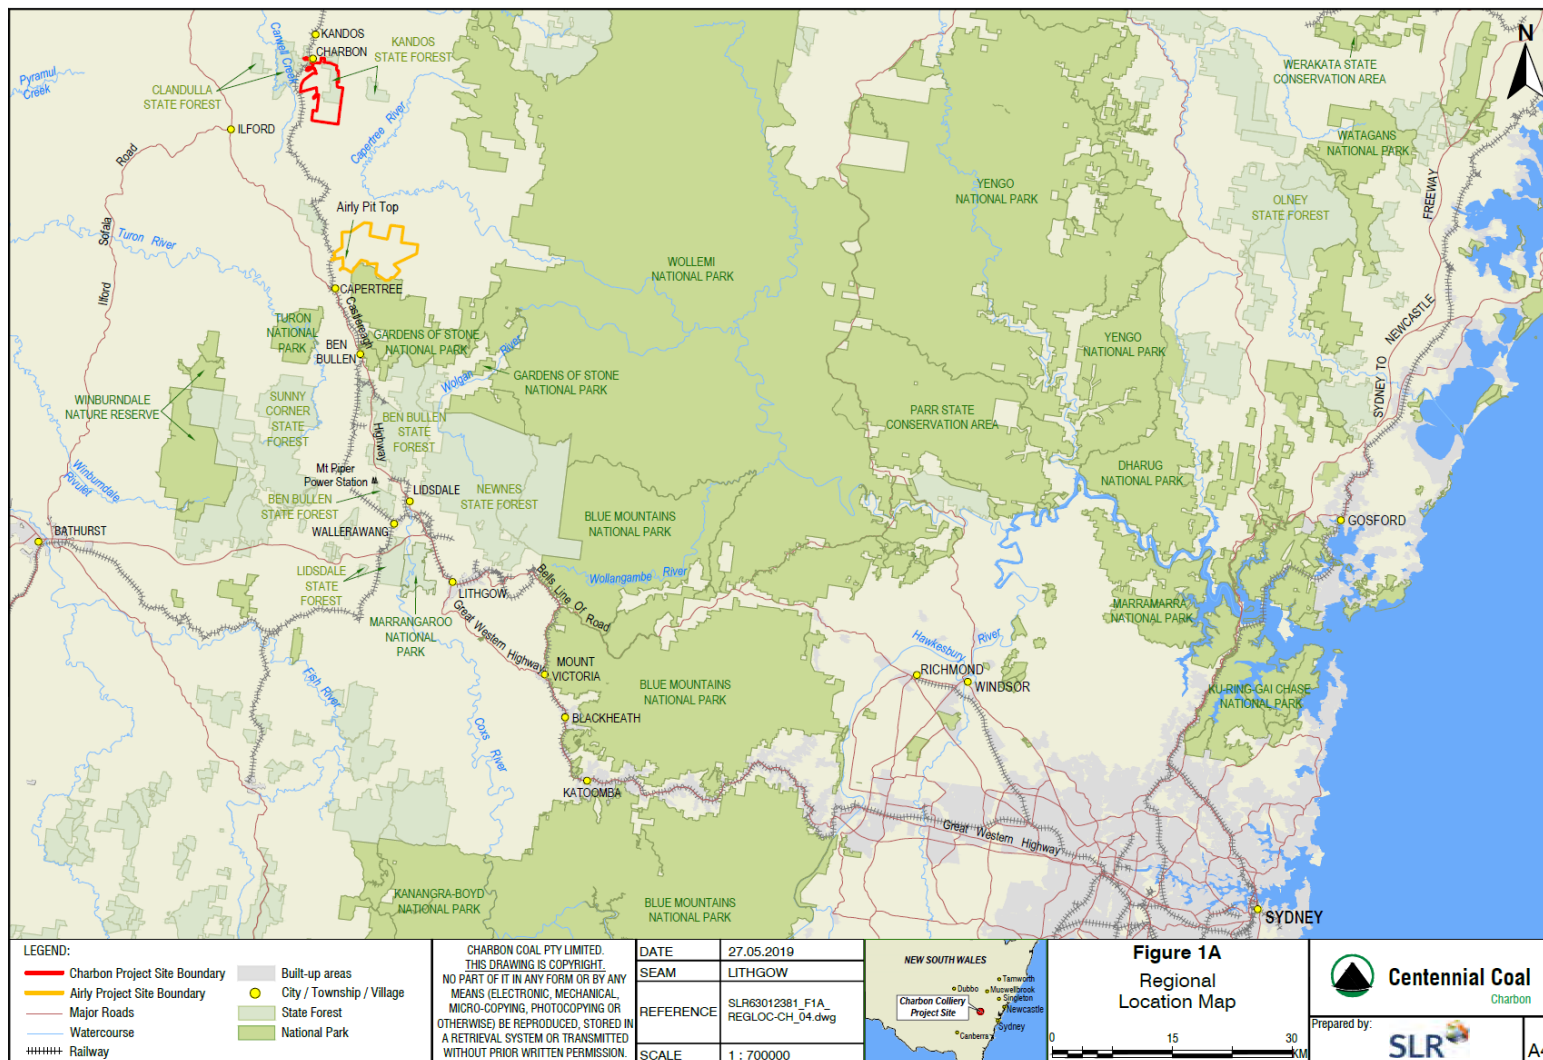 KANDOS
CHARBON
KANDOS
STATE FOREST
Carwell Creek
Pyramul
Creek
CLANDULLA
STATE FOREST
ILFORD
Capertree River
Road
Sofala
Ilford
Turon River
Airly Pit Top
CAPERTREE
Castlereagh
Highway
TURON
NATIONAL
PARK
BEN
BULLEN
GARDENS OF STONE
NATIONAL PARK
Wolgan River
GARDENS OF STONE
NATIONAL PARK
WINBURNDALE
NATURE RESERVE
SUNNY
CORNER
STATE
FOREST
BEN BULLEN
STATE
FOREST
Winburndale
Rivulet
Mt Piper
Power Station
BEN BULLEN
STATE FOREST
LIDSDALE
NEWNES
STATE FOREST
WALLERAWANG
BATHURST
LIDSDALE
STATE
FOREST
LITHGOW
MARRANGAROO
NATIONAL
PARK
Great Western Highway
Bells Line Of Road
Wollangambe River
Fish River
Coxs River
MOUNT
VICTORIA
BLACKHEATH
KATOOMBA
KANANGRA-BOYD
NATIONAL PARK
BLUE MOUNTAINS
NATIONAL PARK
BLUE MOUNTAINS
NATIONAL PARK
BLUE MOUNTAINS
NATIONAL PARK
WOLLEMI
NATIONAL PARK
YENGO
NATIONAL PARK
YENGO
NATIONAL PARK
PARR STATE
CONSERVATION AREA
DHARUG
NATIONAL PARK
MARRAMARRA
NATIONAL PARK
KU-RING-GAI CHASE
NATIONAL PARK
WERAKATA STATE
CONSERVATION AREA
WATAGANS
NATIONAL PARK
OLNEY
STATE FOREST
SYDNEY TO NEWCASTLE FREEWAY
GOSFORD
Hawkesbury River
RICHMOND
WINDSOR
Great Western Highway
SYDNEY
N
LEGEND:
Charbon Project Site Boundary
Airly Project Site Boundary
Major Roads
Watercourse
Railway
Built-up areas
City / Township / Village
State Forest
National Park
CHARBON COAL PTY LIMITED.
THIS DRAWING IS COPYRIGHT.
NO PART OF IT IN ANY FORM OR BY ANY
MEANS (ELECTRONIC, MECHANICAL,
MICRO-COPYING, PHOTOCOPYING OR
OTHERWISE) BE REPRODUCED, STORED IN
A RETRIEVAL SYSTEM OR TRANSMITTED
WITHOUT PRIOR WRITTEN PERMISSION.
DATE 27.05.2019
SEAM LITHGOW
REFERENCE SLR63012381_F1A_
REGLOC-CH_04.dwg
SCALE 1 : 700000
NEW SOUTH WALES
Tamworth
Dubbo
Muswellbrook
Singleton
Newcastle
Charbon Colliery
Project Site
Sydney
Canberra
Figure 1A
Regional
Location Map
0 15 30
KM
Centennial Coal
Charbon
Prepared by:
SLR
A4